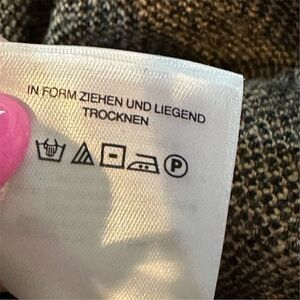 IN FORM ZIEHEN UND LIEGEND
TROCKNEN
P